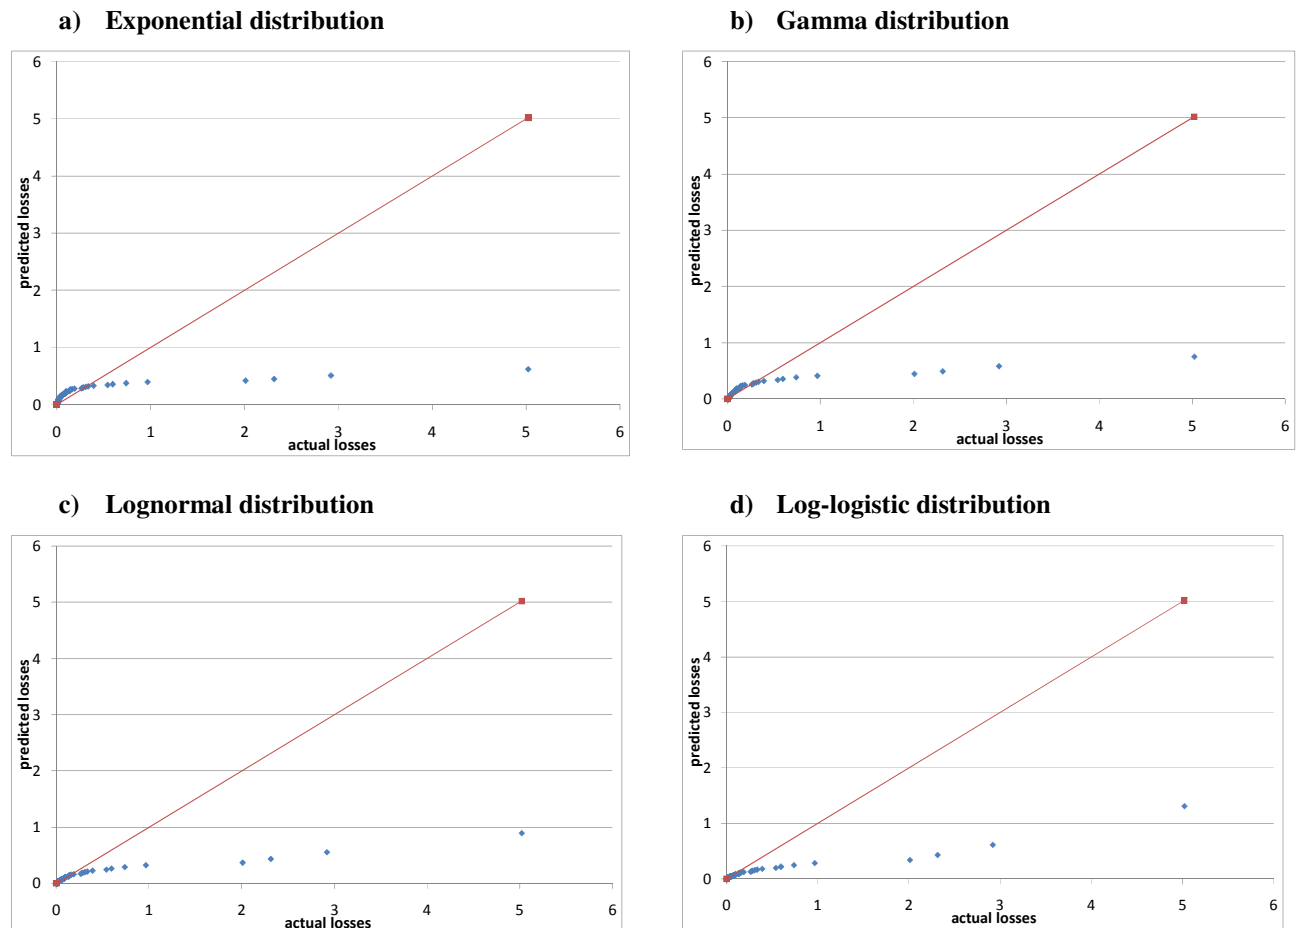 a) Exponential distribution
6
5
4
3
2
1
0
predicted losses
0 1 2 3 4 5 6
actual losses
b) Gamma distribution
6
5
4
3
2
1
0
predicted losses
0 1 2 3 4 5 6
actual losses
c) Lognormal distribution
6
5
4
3
2
1
0
predicted losses
0 1 2 3 4 5 6
actual losses
d) Log-logistic distribution
6
5
4
3
2
1
0
predicted losses
0 1 2 3 4 5 6
actual losses